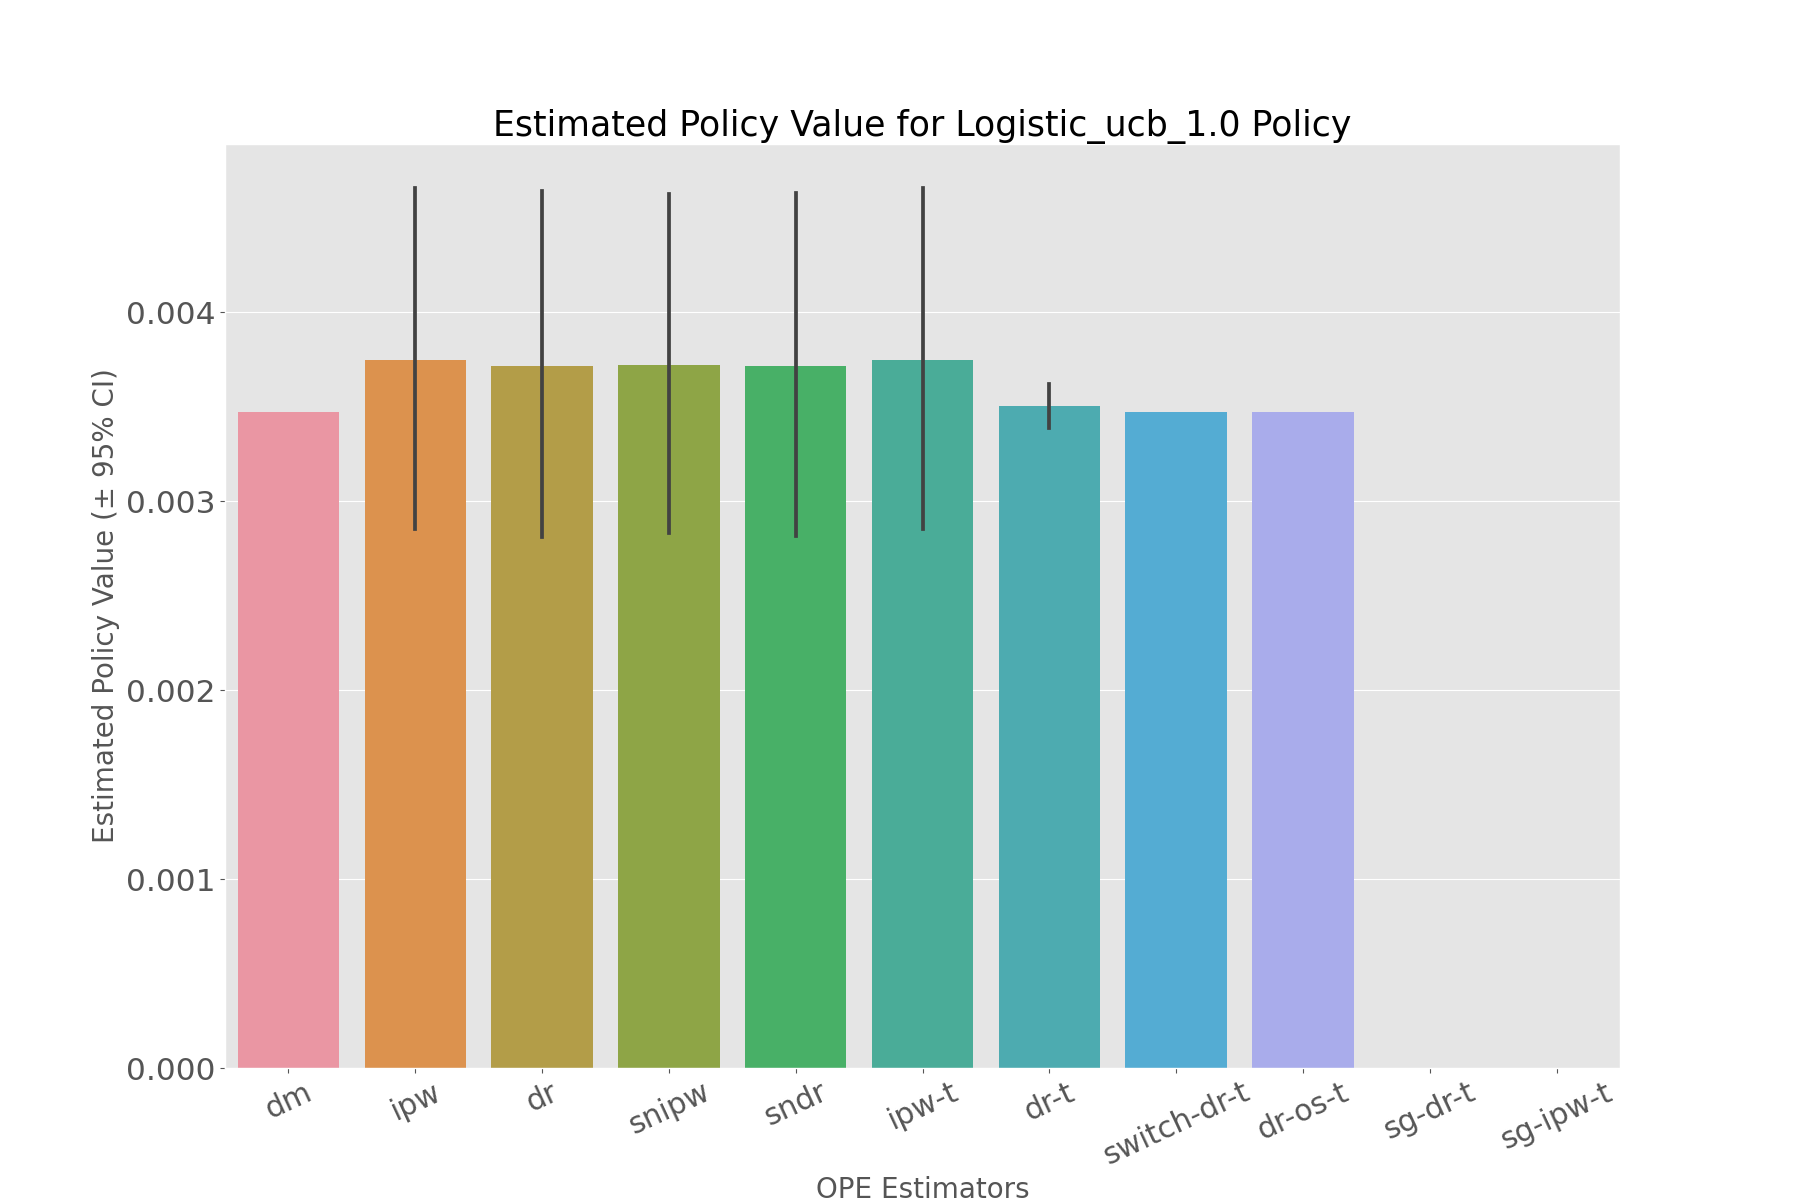 Estimated Policy Value for Logistic_ucb_1.0 Policy
Estimated Policy Value (± 95% CI)
0.004
0.003
0.002
0.001
0.000
dm
ipw
dr
snipw
sndr
ipw-t
dr-t
switch-dr-t
dr-os-t
sg-dr-t
sg-ipw-t
OPE Estimators